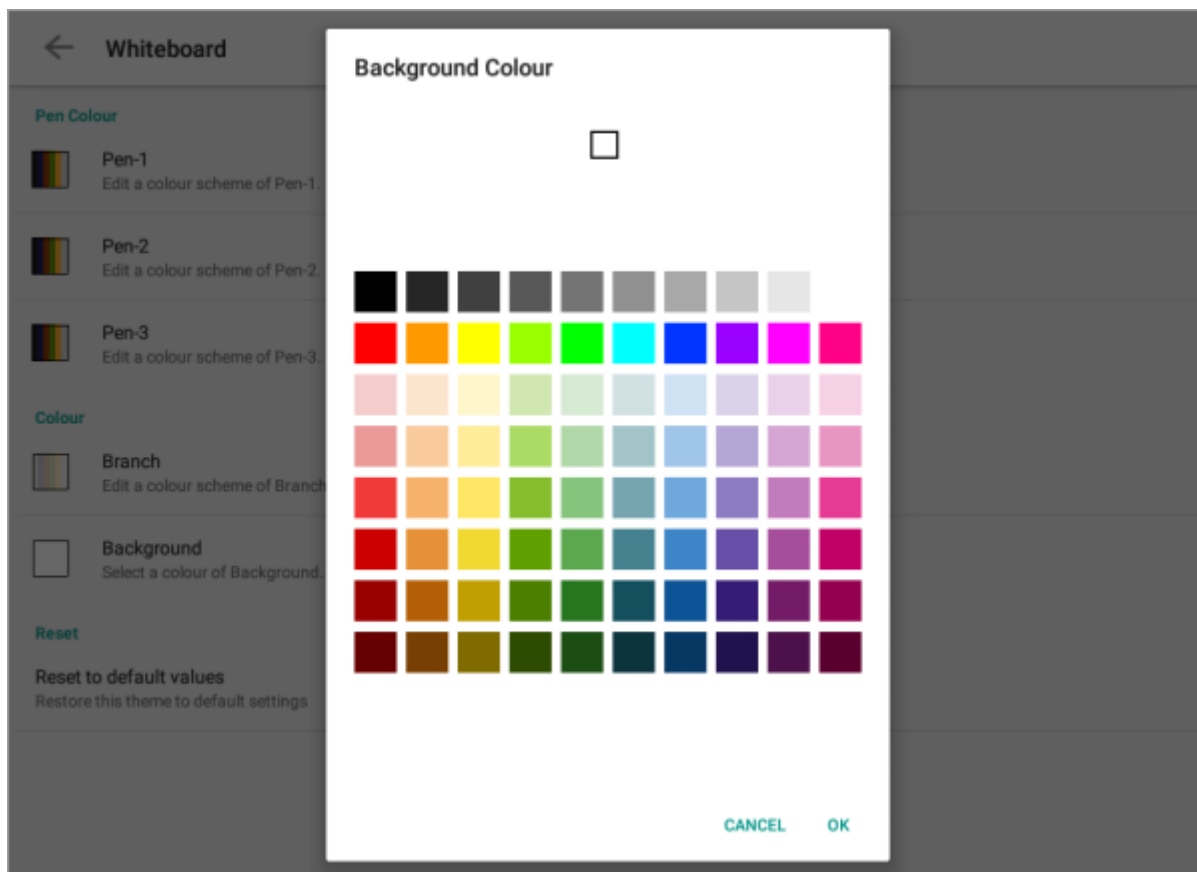 Whiteboard
Background Colour
Pen Colour
Pen-1
Edit a colour scheme of Pen-1.
Pen-2
Edit a colour scheme of Pen-2.
Pen-3
Edit a colour scheme of Pen-3.
Colour
Branch
Edit a colour scheme of Branch
Background
Select a colour of Background.
Reset
Reset to default values
Restore this theme to default settings
CANCEL OK